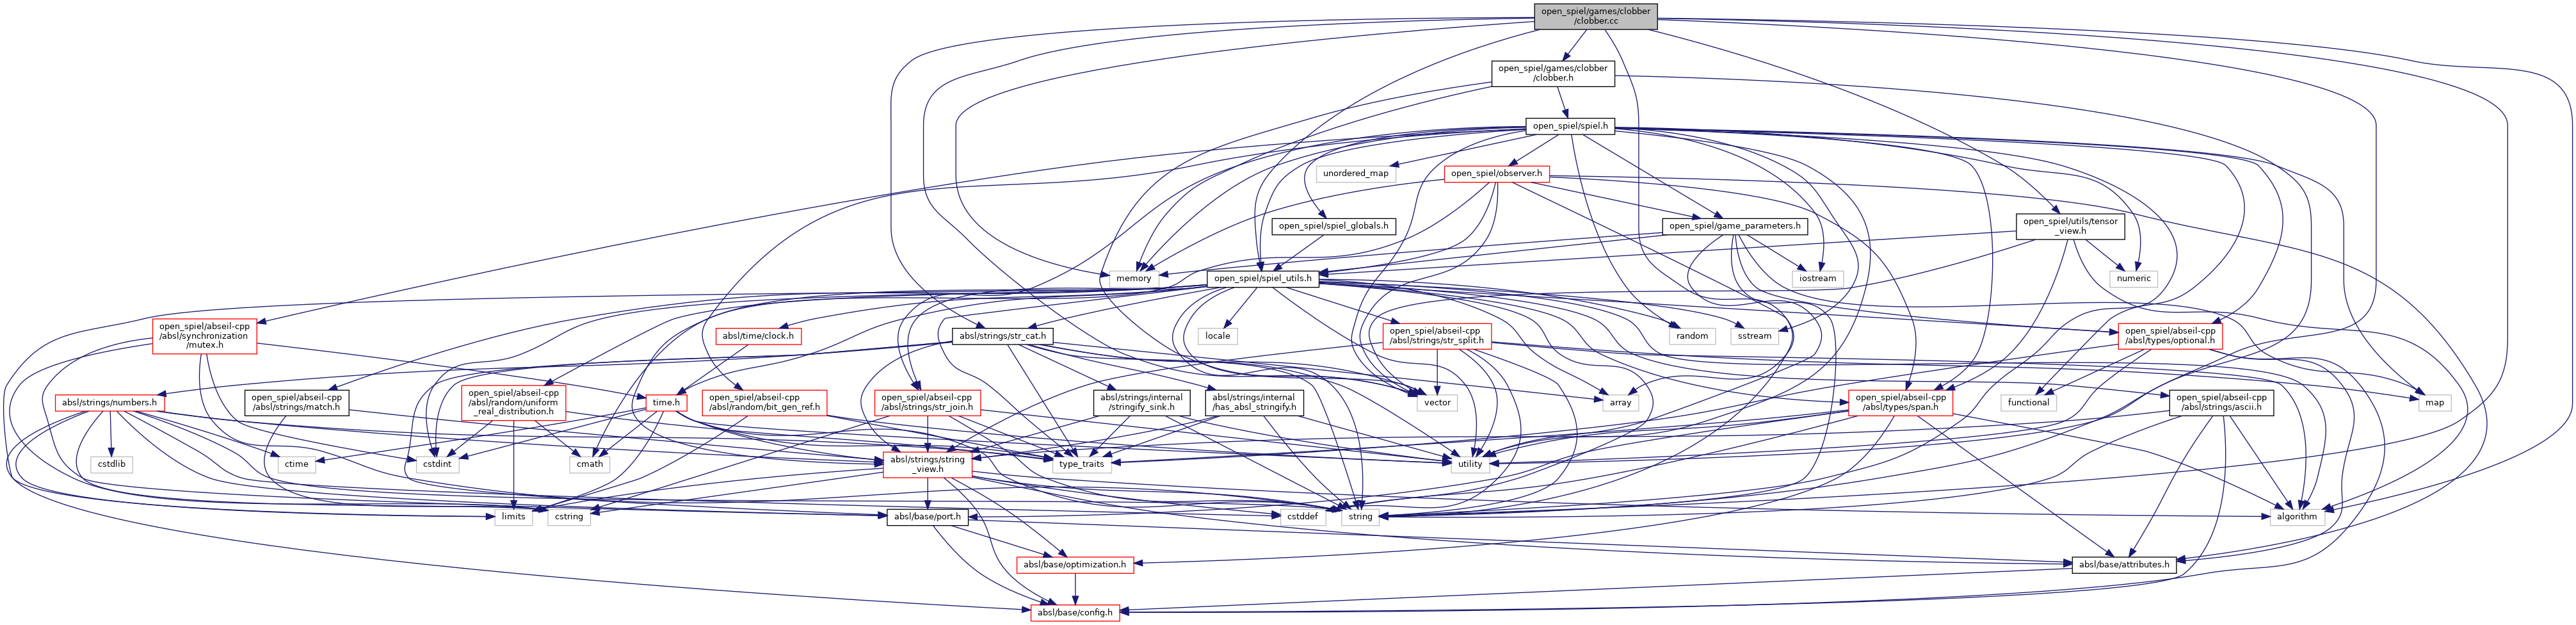 open_spiel/games/clobber
/clobber.cc
open_spiel/games/clobber
/clobber.h
open_spiel/spiel.h
unordered_map
open_spiel/observer.h
open_spiel/spiel_globals.h
open_spiel/game_parameters.h
open_spiel/utils/tensor
_view.h
memory
open_spiel/spiel_utils.h
iostream
numeric
open_spiel/abseil-cpp
/absl/synchronization
/mutex.h
absl/time/clock.h
absl/strings/str_cat.h
locale
open_spiel/abseil-cpp
/absl/strings/str_split.h
random
sstream
open_spiel/abseil-cpp
/absl/types/optional.h
absl/strings/numbers.h
open_spiel/abseil-cpp
/absl/strings/match.h
open_spiel/abseil-cpp
/absl/random/uniform
_real_distribution.h
time.h
open_spiel/abseil-cpp
/absl/random/bit_gen_ref.h
open_spiel/abseil-cpp
/absl/strings/str_join.h
absl/strings/internal
/stringify_sink.h
absl/strings/internal
/has_absl_stringify.h
vector
array
open_spiel/abseil-cpp
/absl/types/span.h
functional
open_spiel/abseil-cpp
/absl/strings/ascii.h
map
cstdlib
ctime
cstdint
cmath
absl/strings/string
_view.h
type_traits
utility
limits
cstring
absl/base/port.h
cstddef
string
algorithm
absl/base/optimization.h
absl/base/attributes.h
absl/base/config.h